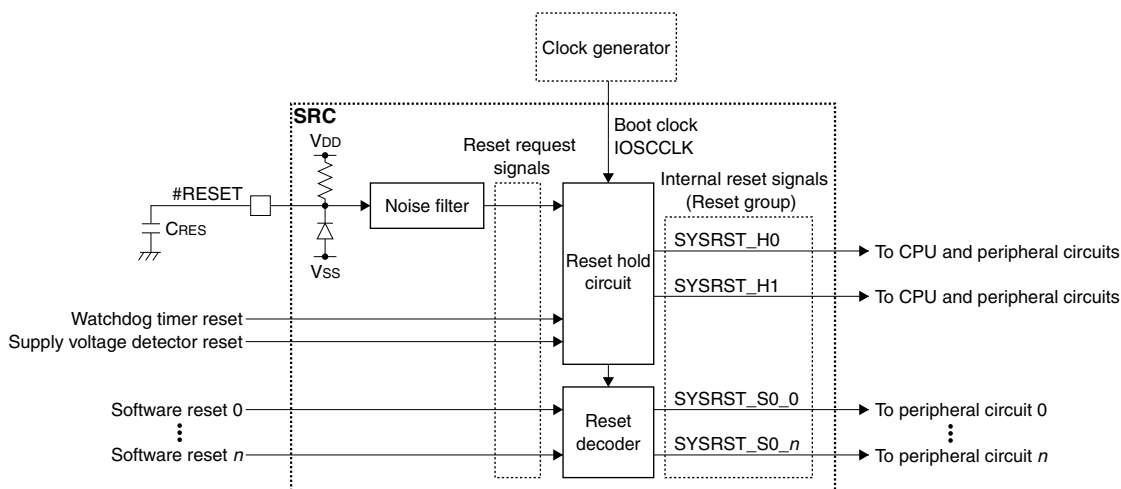 Clock generator
SRC
Boot clock
IOSCCLK
VDD
Reset request
signals
Internal reset signals
(Reset group)
#RESET
Noise filter
CRES
VSS
Reset hold
circuit
SYSRST_H0
To CPU and peripheral circuits
SYSRST_H1
To CPU and peripheral circuits
Watchdog timer reset
Supply voltage detector reset
Software reset 0
Software reset n
Reset
decoder
SYSRST_S0_0
To peripheral circuit 0
SYSRST_S0_n
To peripheral circuit n